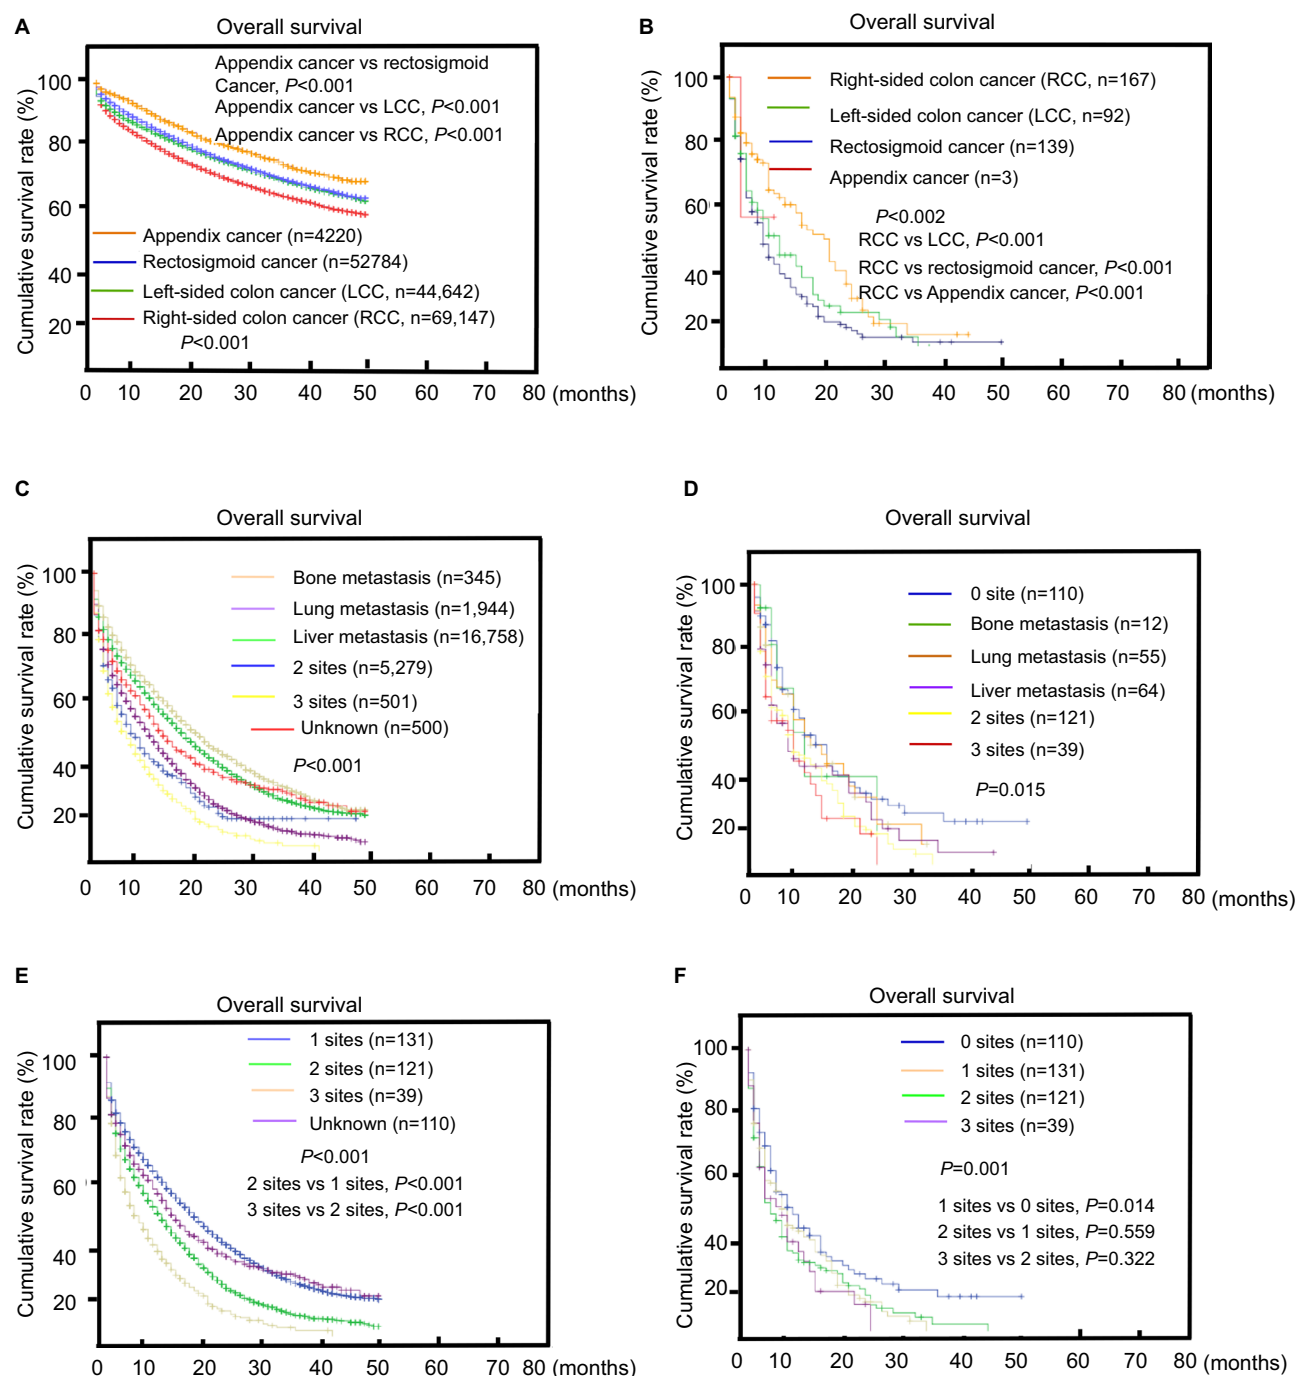 A
Overall survival
Cumulative survival rate (%)
100
80
60
40
20
Appendix cancer vs rectosigmoid
Cancer, P<0.001
Appendix cancer vs LCC, P<0.001
Appendix cancer vs RCC, P<0.001
Appendix cancer (n=4220)
Rectosigmoid cancer (n=52784)
Left-sided colon cancer (LCC, n=44,642)
Right-sided colon cancer (RCC, n=69,147)
P<0.001
0 10 20 30 40 50 60 70 80 (months)
B
Overall survival
Cumulative survival rate (%)
100
80
60
40
20
Right-sided colon cancer (RCC, n=167)
Left-sided colon cancer (LCC, n=92)
Rectosigmoid cancer (n=139)
Appendix cancer (n=3)
P<0.002
RCC vs LCC, P<0.001
RCC vs rectosigmoid cancer, P<0.001
RCC vs Appendix cancer, P<0.001
0 10 20 30 40 50 60 70 80 (months)
C
Overall survival
Cumulative survival rate (%)
100
80
60
40
20
Bone metastasis (n=345)
Lung metastasis (n=1,944)
Liver metastasis (n=16,758)
2 sites (n=5,279)
3 sites (n=501)
Unknown (n=500)
P<0.001
0 10 20 30 40 50 60 70 80 (months)
D
Overall survival
Cumulative survival rate (%)
100
80
60
40
20
0 site (n=110)
Bone metastasis (n=12)
Lung metastasis (n=55)
Liver metastasis (n=64)
2 sites (n=121)
3 sites (n=39)
P=0.015
0 10 20 30 40 50 60 70 80 (months)
E
Overall survival
Cumulative survival rate (%)
100
80
60
40
20
1 sites (n=131)
2 sites (n=121)
3 sites (n=39)
Unknown (n=110)
P<0.001
2 sites vs 1 sites, P<0.001
3 sites vs 2 sites, P<0.001
0 10 20 30 40 50 60 70 80 (months)
F
Overall survival
Cumulative survival rate (%)
100
80
60
40
20
0 sites (n=110)
1 sites (n=131)
2 sites (n=121)
3 sites (n=39)
P=0.001
1 sites vs 0 sites, P=0.014
2 sites vs 1 sites, P=0.559
3 sites vs 2 sites, P=0.322
0 10 20 30 40 50 60 70 80 (months)